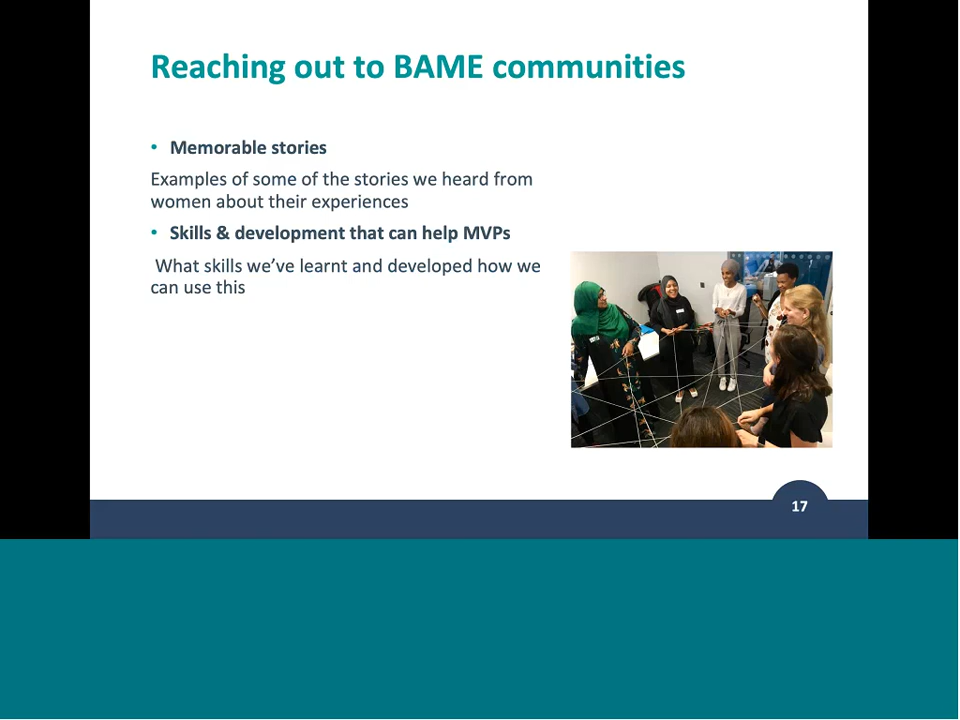 Reaching out to BAME communities
• Memorable stories
Examples of some of the stories we heard from
women about their experiences
• Skills & development that can help MVPs
What skills we’ve learnt and developed how we
can use this
17